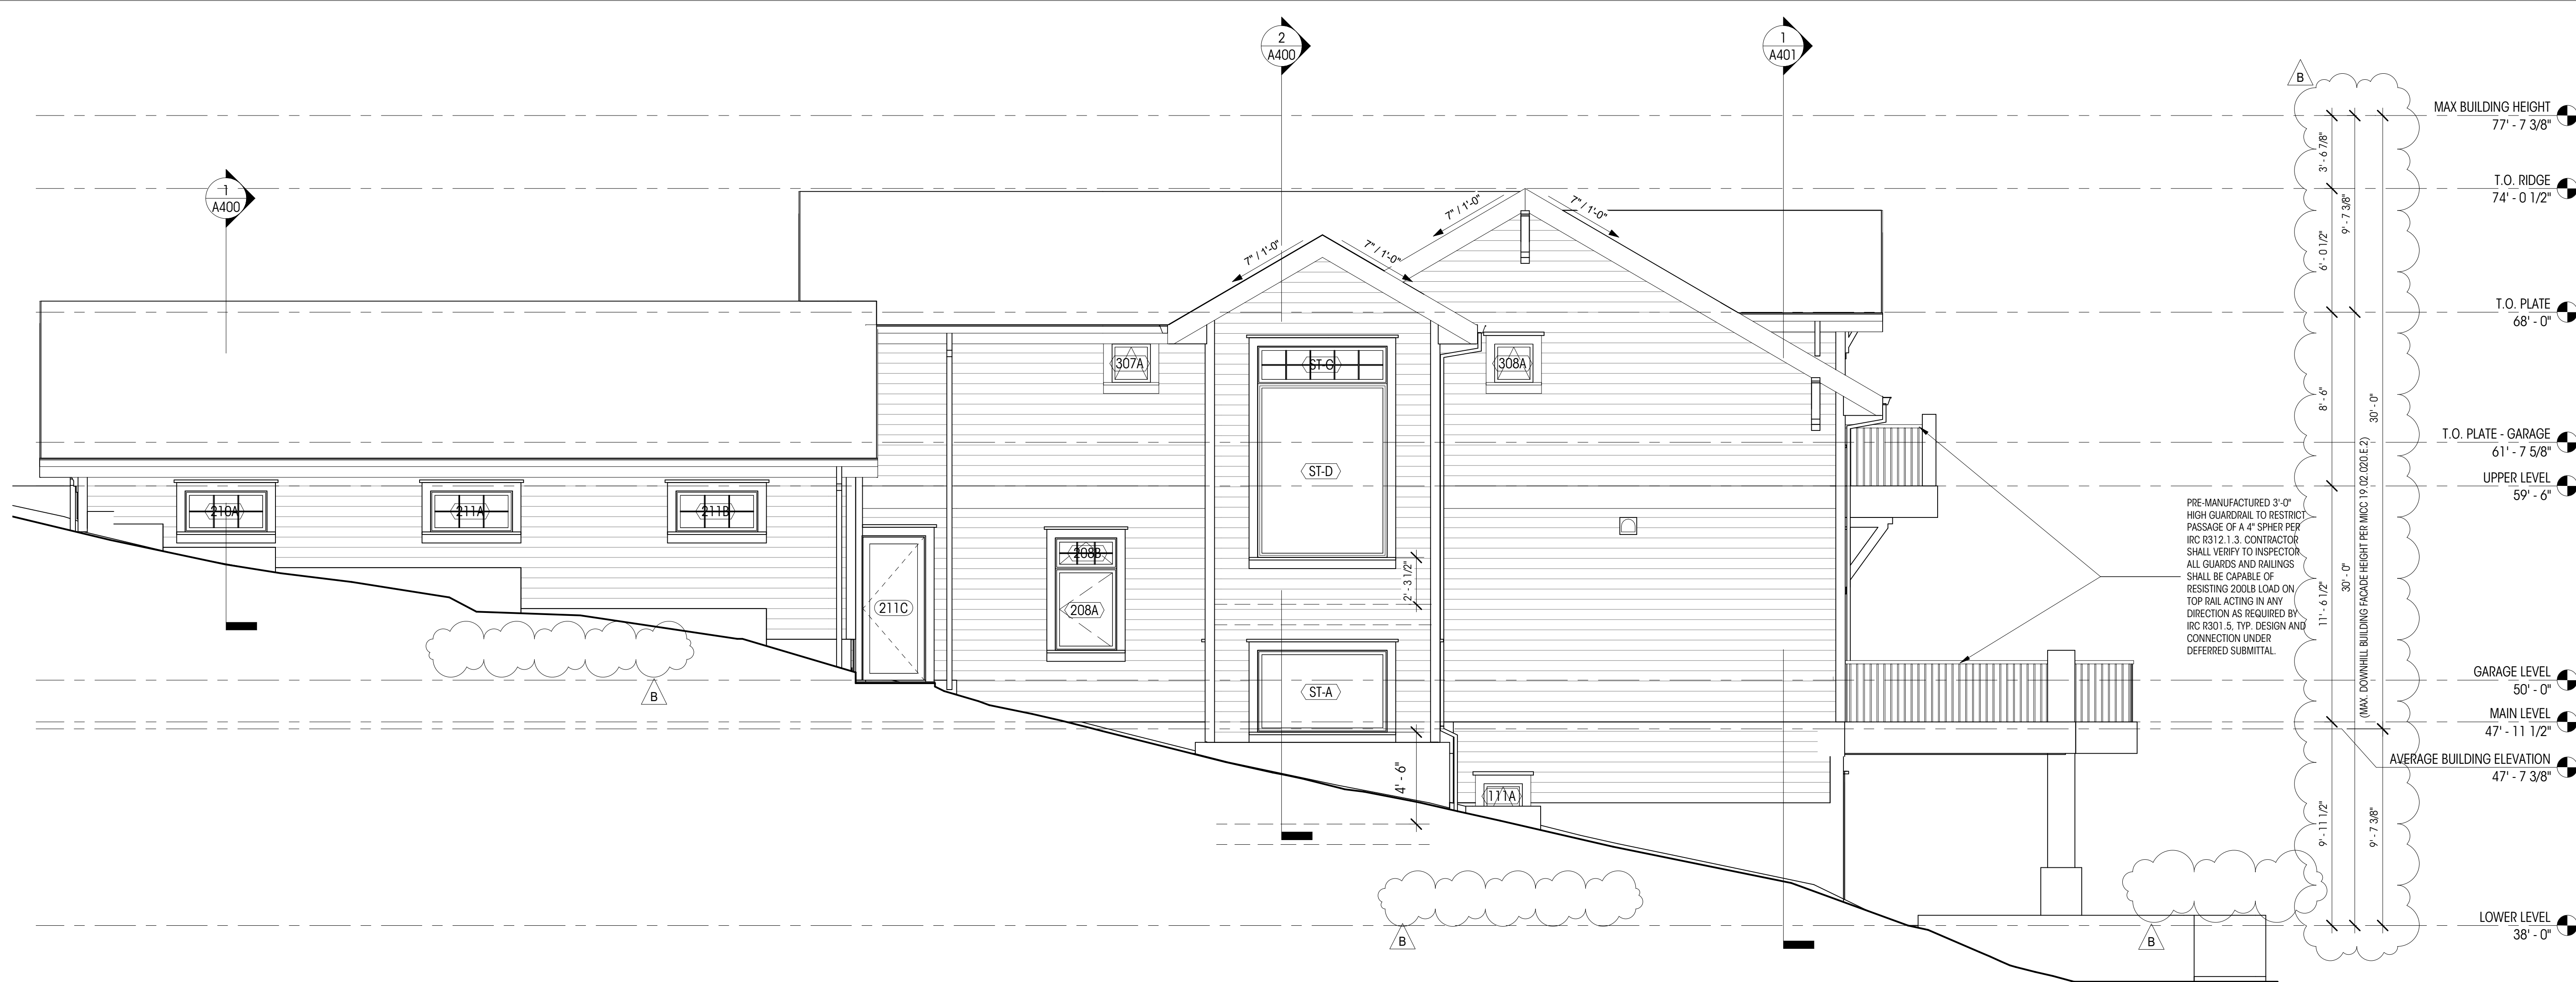 2
A400
1
A401
B
MAX BUILDING HEIGHT
77' - 7 3/8"
3' - 6 7/8"
1
A400
T.O. RIDGE
74' - 0 1/2"
7" / 1'-0"
7" / 1'-0"
9' - 7 3/8"
7" / 1'-0"
7" / 1'-0"
6' - 0 1/2"
T.O. PLATE
68' - 0"
307A
ST-C
308A
8' - 6"
30' - 0"
T.O. PLATE - GARAGE
61' - 7 5/8"
ST-D
UPPER LEVEL
59' - 6"
210A
211A
211B
PRE-MANUFACTURED 3'-0"
HIGH GUARDRAIL TO RESTRICT
PASSAGE OF A 4" SPHER PER
IRC R312.1.3. CONTRACTOR
SHALL VERIFY TO INSPECTOR
ALL GUARDS AND RAILINGS
SHALL BE CAPABLE OF
RESISTING 200LB LOAD ON
TOP RAIL ACTING IN ANY
DIRECTION AS REQUIRED BY
IRC R301.5, TYP. DESIGN AND
CONNECTION UNDER
DEFERRED SUBMITTAL.
(MAX. DOWNHILL BUILDING FACADE HEIGHT PER MICC 19.02.020.E.2)
208B
2' - 3 1/2"
30' - 0"
211C
208A
11' - 6 1/2"
GARAGE LEVEL
50' - 0"
B
ST-A
MAIN LEVEL
47' - 11 1/2"
AVERAGE BUILDING ELEVATION
47' - 7 3/8"
4' - 6"
111A
9' - 11 1/2"
9' - 7 3/8"
LOWER LEVEL
38' - 0"
B
B